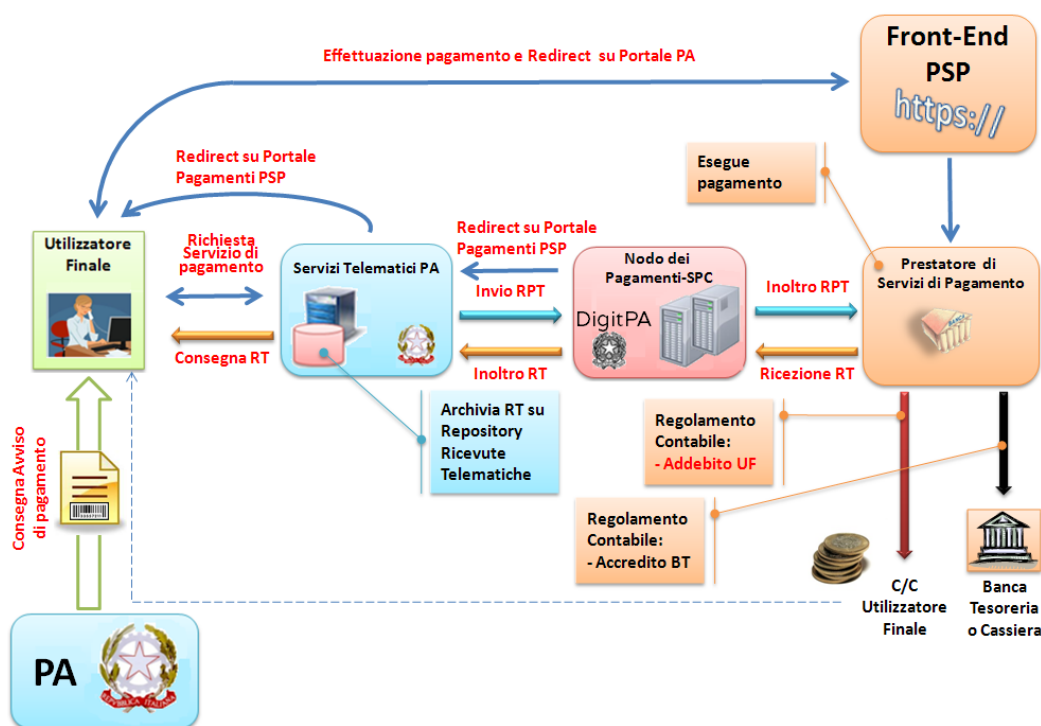 Effettuazione pagamento e Redirect su Portale PA
Front-End
PSP
https://
Redirect su Portale
Pagamenti PSP
Esegue
pagamento
Utilizzatore
Finale
Richiesta
Servizio di
pagamento
Servizi Telematici PA
Redirect su Portale
Pagamenti PSP
Invio RPT
Nodo dei
Pagamenti-SPC
DigitPA
Inoltro RPT
Prestatore di
Servizi di Pagamento
BANCA
Consegna RT
Inoltro RT
Ricezione RT
Archivia RT su
Repository
Ricevute
Telematiche
Regolamento
Contabile:
- Addebito UF
Regolamento
Contabile:
- Accredito BT
Consegna Avviso
di pagamento
C/C
Utilizzatore
Finale
Banca
Tesoreria
o Cassiera
PA
REPVBBLICA ITALIANA